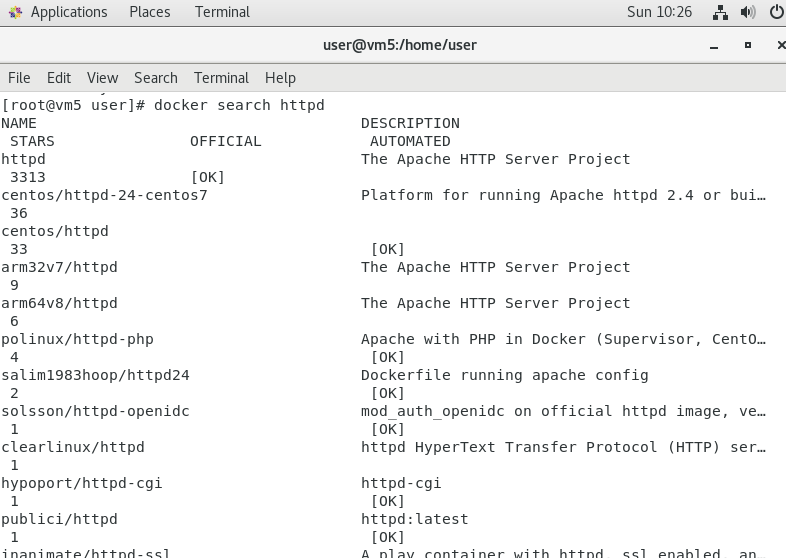 Applications Places Terminal Sun 10:26
user@vm5:/home/user
File Edit View Search Terminal Help
[root@vm5 user]# docker search httpd
NAME DESCRIPTION
STARS OFFICIAL AUTOMATED
httpd The Apache HTTP Server Project
3313 [OK]
centos/httpd-24-centos7 Platform for running Apache httpd 2.4 or bui…
36
centos/httpd
33 [OK]
arm32v7/httpd The Apache HTTP Server Project
9
arm64v8/httpd The Apache HTTP Server Project
6
polinux/httpd-php Apache with PHP in Docker (Supervisor, CentO…
4 [OK]
salim1983hoop/httpd24 Dockerfile running apache config
2 [OK]
solsson/httpd-openidc mod_auth_openidc on official httpd image, ve…
1 [OK]
clearlinux/httpd httpd HyperText Transfer Protocol (HTTP) ser…
1
hypoport/httpd-cgi httpd-cgi
1 [OK]
publici/httpd httpd:latest
1 [OK]
inanimate/httpd-ssl A play container with httpd, ssl enabled, an…